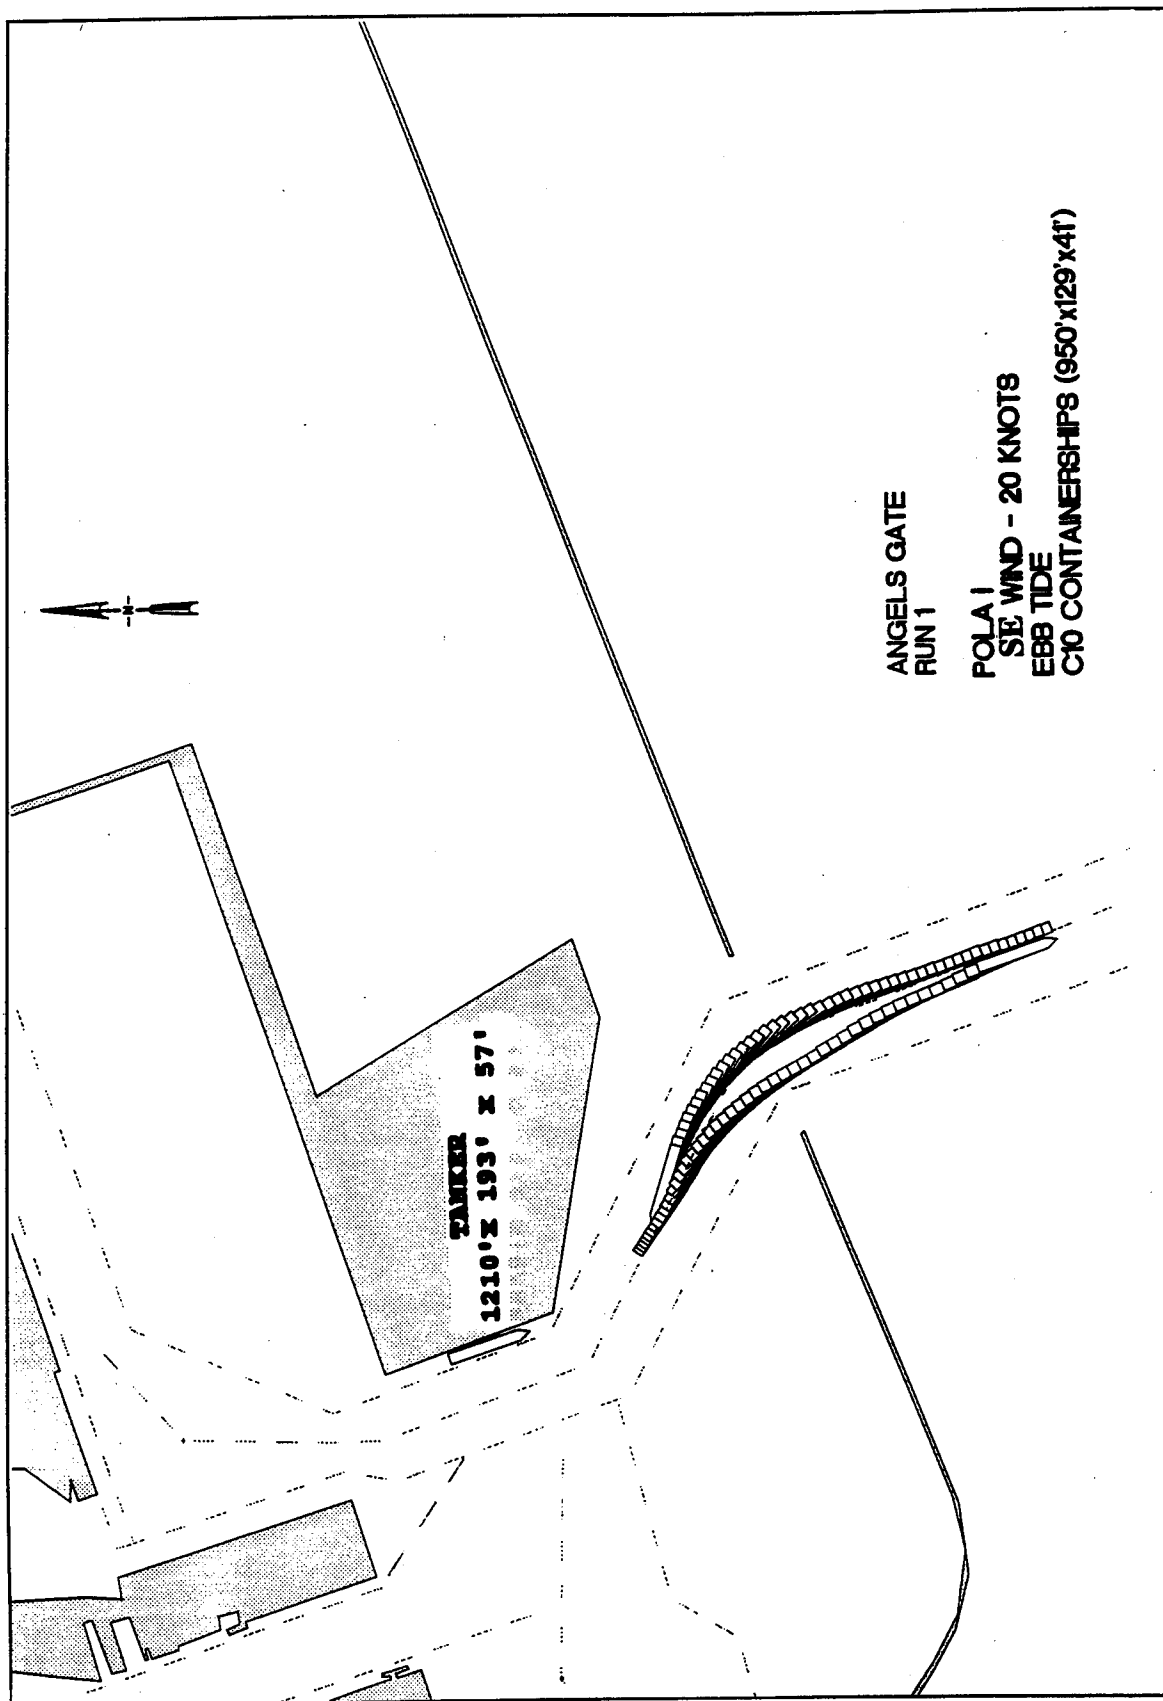 -N-
TANKER
1210'X 193' X 57'
ANGELS GATE
RUN 1
POLA I
SE WIND - 20 KNOTS
EBB TIDE
C10 CONTAINERSHIPS (950'x129'x41')